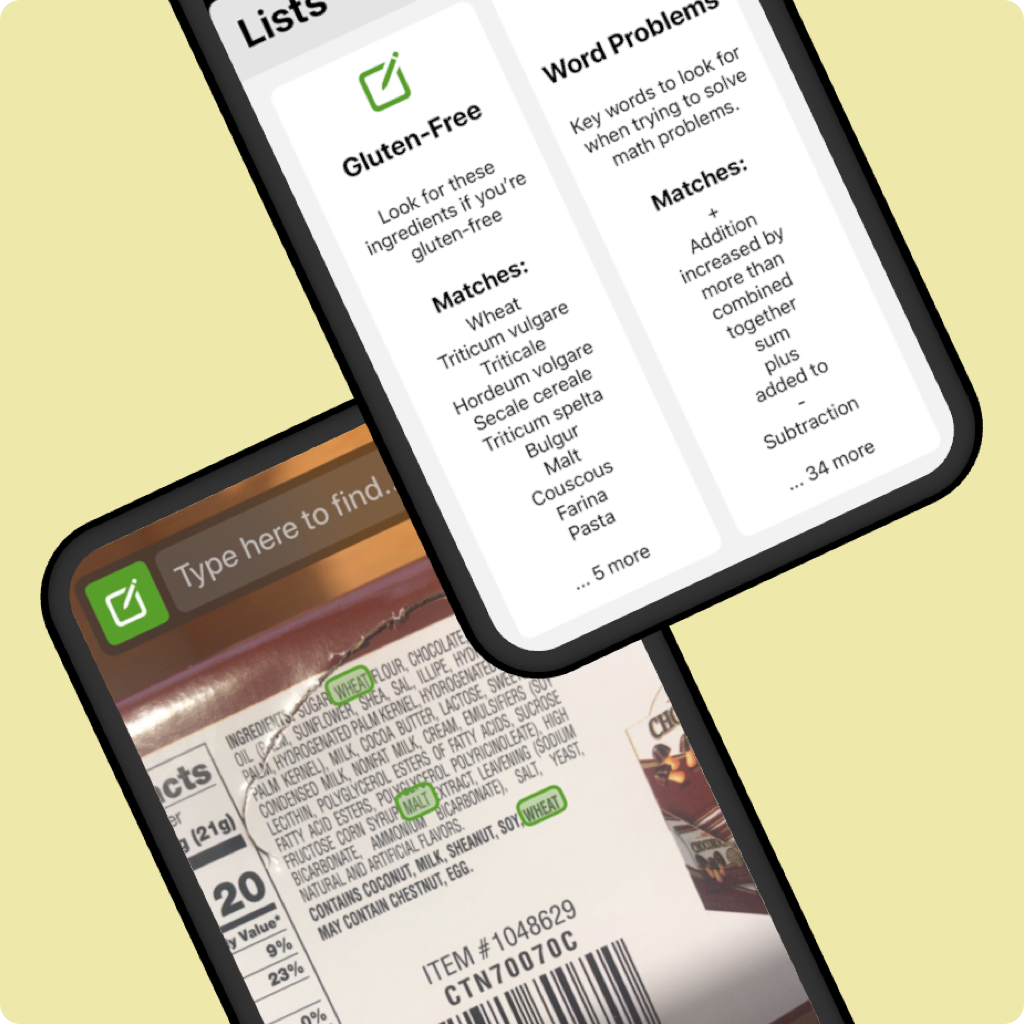 Lists
Gluten-Free
Look for these
ingredients if you're
gluten-free
Matches:
Wheat
Triticum vulgare
Triticale
Hordeum volgare
Secale cereale
Triticum spelta
Bulgur
Malt
Couscous
Farina
Pasta
... 5 more
Word Problems
Key words to look for
when trying to solve
math problems.
Matches:
+
Addition
increased by
more than
combined
together
sum
plus
added to
-
Subtraction
... 34 more
Type here to find..
INGREDIENTS: SUGAR, WHEAT FLOUR, CHOCOLATE
OIL SUNFLOWER, SHEA, SAL, ILLIPE,
PALM, HYDROGENATED PALM KERNEL, HYDROGENATED
PALM KERNEL), MILK, COCOA BUTTER, LACTOSE,
CONDENSED MILK, NONFAT MILK, CREAM, EMULSIFIERS (SOY
LECITHIN, POLYGLYCEROL ESTERS OF FATTY ACIDS, SUCROSE
FATTY ACID ESTERS, POLYGLYCEROL POLYRICINOLEATE), HIGH
FRUCTOSE CORN SYRUP, MALT EXTRACT, LEAVENING (SODIUM
BICARBONATE, AMMONIUM BICARBONATE), SALT, YEAST,
NATURAL AND ARTIFICIAL FLAVORS.
CONTAINS COCONUT, MILK, SHEANUT, SOY, WHEAT
MAY CONTAIN CHESTNUT, EGG.
cts
er
g (21g)
20
y Value*
9%
23%
0%
ITEM #1048629
CTN70070C